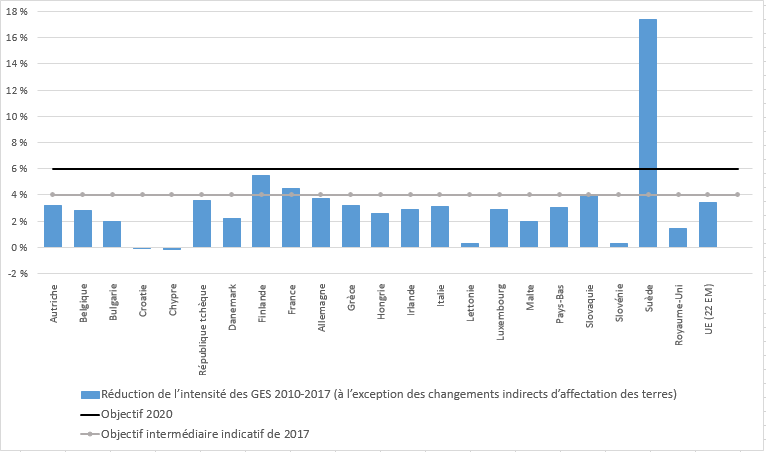 18 %
16 %
14 %
12 %
10 %
8 %
6 %
4 %
2 %
0 %
-2 %
Autriche
Belgique
Bulgarie
Croatie
Chypre
République tchèque
Danemark
Finlande
France
Allemagne
Grèce
Hongrie
Irlande
Italie
Lettonie
Luxembourg
Malte
Pays-Bas
Slovaquie
Slovénie
Suède
Royaume-Uni
UE (22 EM)
Réduction de l’intensité des GES 2010-2017 (à l’exception des changements indirects d’affectation des terres)
Objectif 2020
Objectif intermédiaire indicatif de 2017